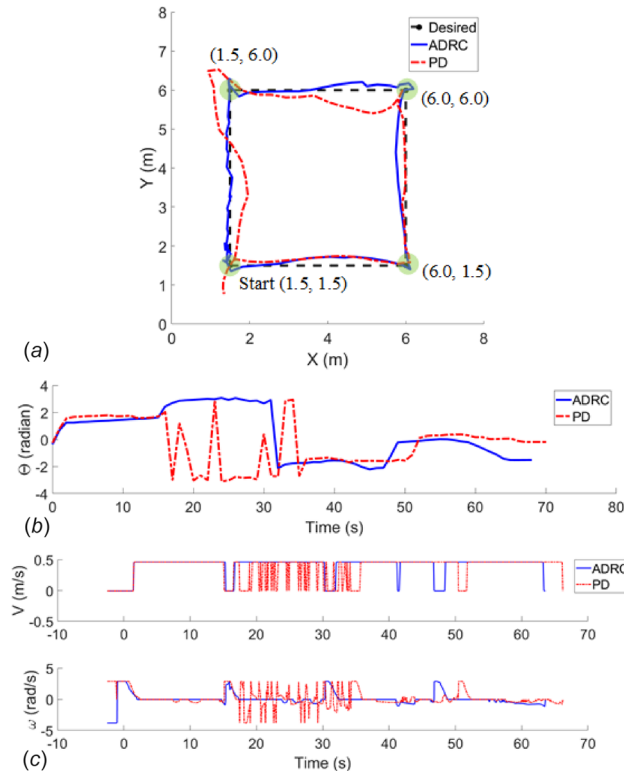 Desired
ADRC
PD
(1.5, 6.0)
(6.0, 6.0)
(6.0, 1.5)
Start (1.5, 1.5)
8
7
6
5
4
3
2
1
0
Y (m)
0 2 4 6 8
X (m)
(a)
ADRC
PD
4
2
0
-2
-4
Θ (radian)
0 10 20 30 40 50 60 70 80
Time (s)
(b)
ADRC
PD
0.5
0
-0.5
V (m/s)
-10 0 10 20 30 40 50 60 70
5
0
-5
ω (rad/s)
-10 0 10 20 30 40 50 60 70
Time (s)
(c)